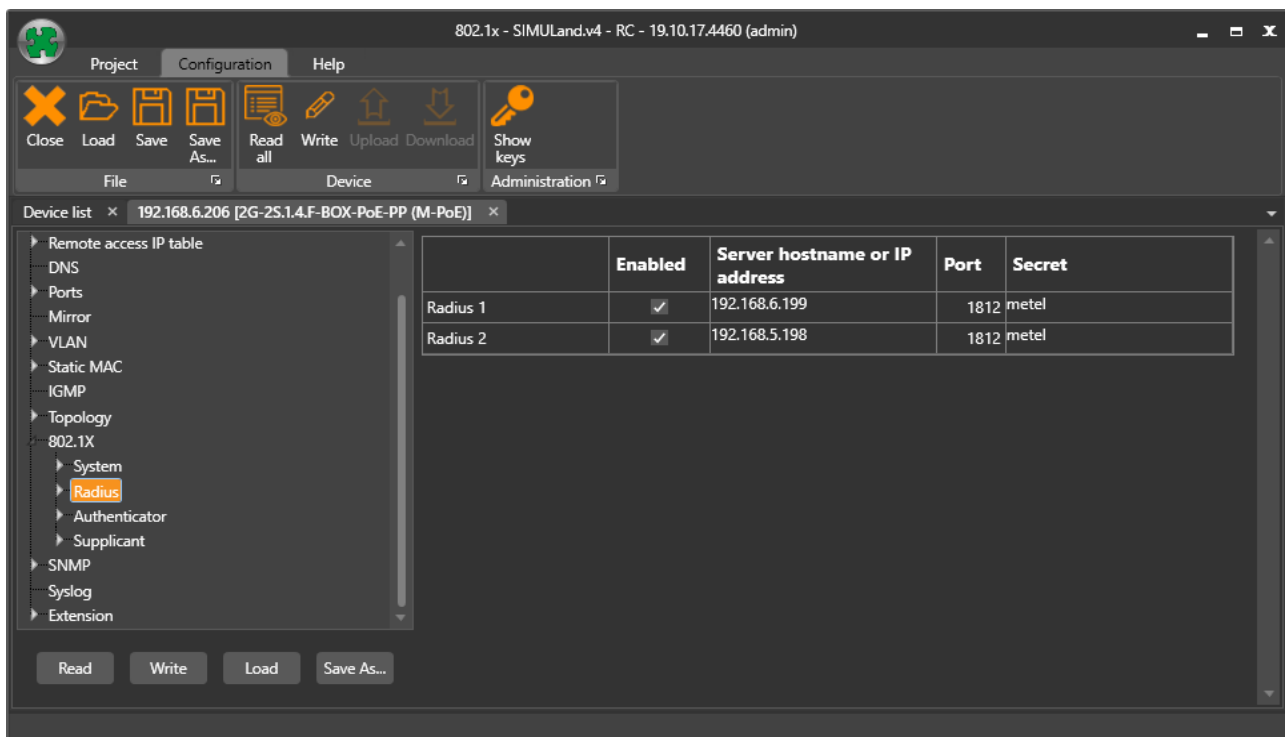 802.1x - SIMULand.v4 - RC - 19.10.17.4460 (admin)
Project Configuration Help
Close Load Save Save As... Read all Write Upload Download Show keys
File Device Administration
Device list × 192.168.6.206 [2G-2S.1.4.F-BOX-PoE-PP (M-PoE)] ×
Remote access IP table
DNS
Ports
Mirror
VLAN
Static MAC
IGMP
Topology
802.1X
System
Radius
Authenticator
Supplicant
SNMP
Syslog
Extension
Enabled Server hostname or IP address Port Secret
Radius 1 192.168.6.199 1812 metel
Radius 2 192.168.5.198 1812 metel
Read Write Load Save As...